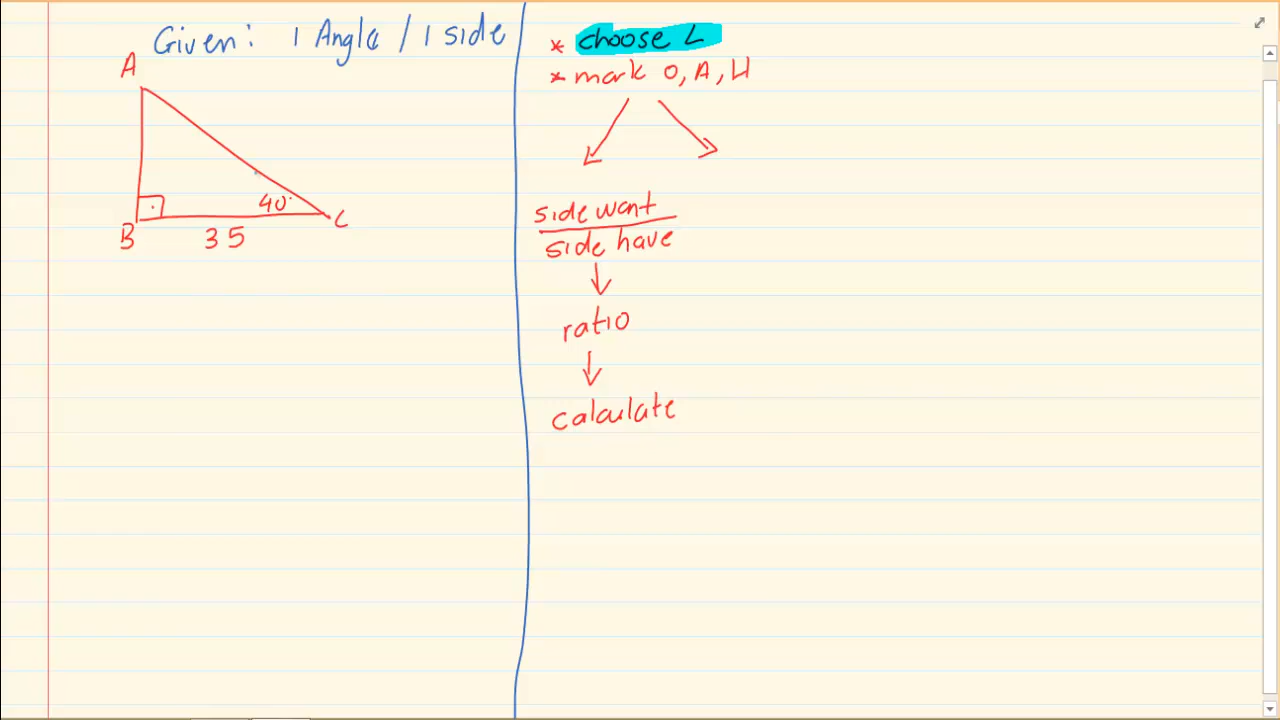 Given: 1 Angle / 1 side
A
40°
B
C
35
* choose ∠
* mark O, A, H
side want
side have
ratio
calculate